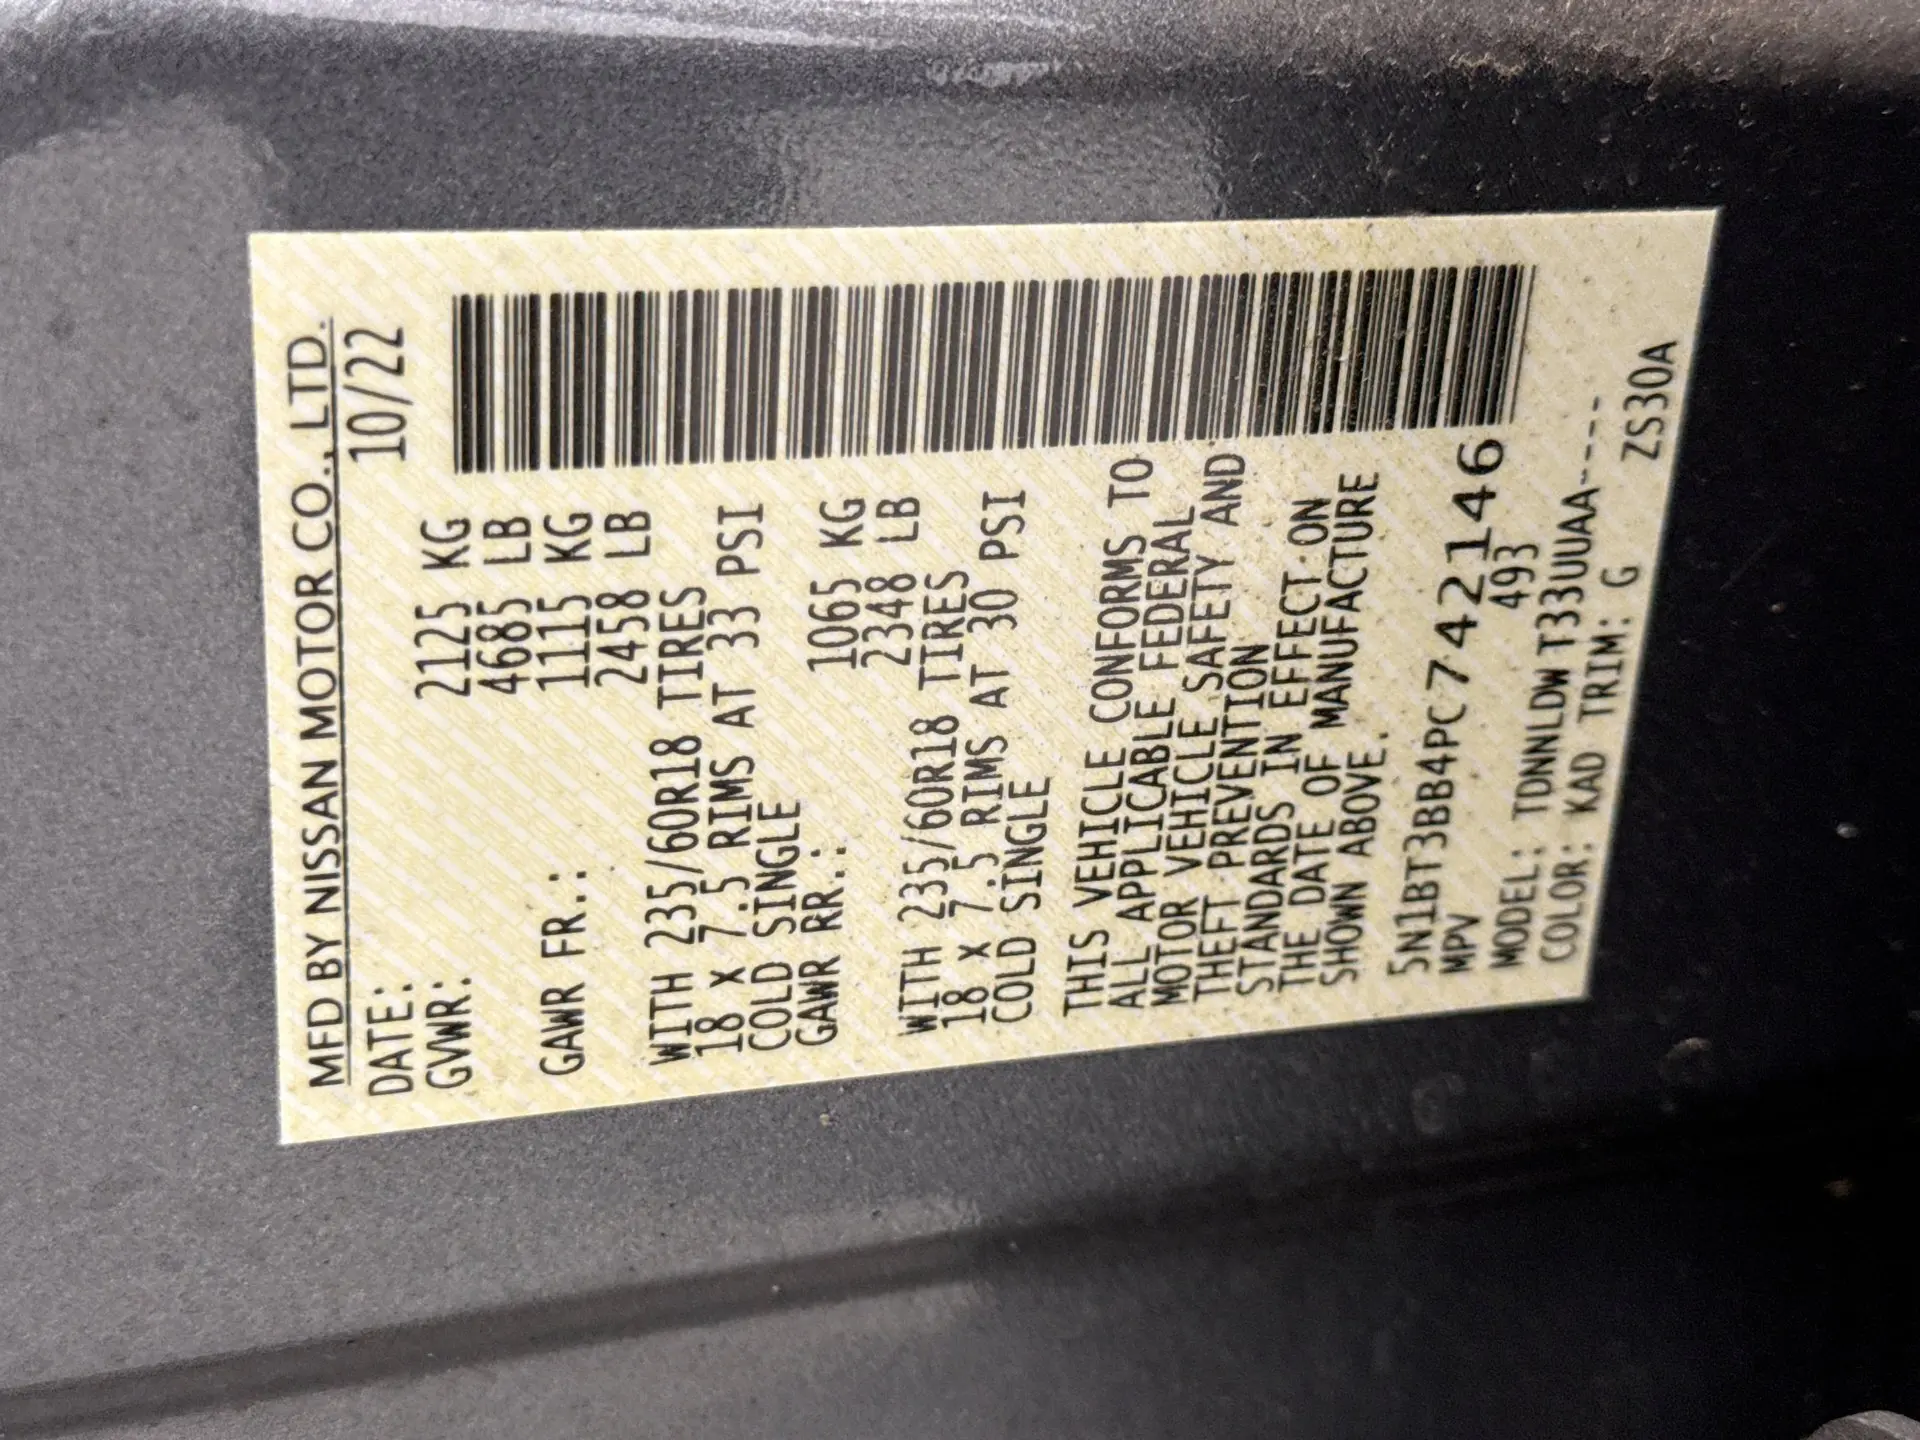 MFD BY NISSAN MOTOR CO., LTD.
DATE: 10/22
GVWR: 2125 KG
4685 LB
GAWR FR.: 1115 KG
2458 LB
WITH 235/60R18 TIRES
18 X 7.5 RIMS AT 33 PSI
COLD SINGLE
GAWR RR.: 1065 KG
2348 LB
WITH 235/60R18 TIRES
18 X 7.5 RIMS AT 30 PSI
COLD SINGLE
THIS VEHICLE CONFORMS TO
ALL APPLICABLE FEDERAL
MOTOR VEHICLE SAFETY AND
THEFT PREVENTION
STANDARDS IN EFFECT ON
THE DATE OF MANUFACTURE
SHOWN ABOVE.
5N1BT3BB4PC742146
MPV 493
MODEL: TDNNLDW T33UUAA----
COLOR: KAD TRIM: G ZS30A